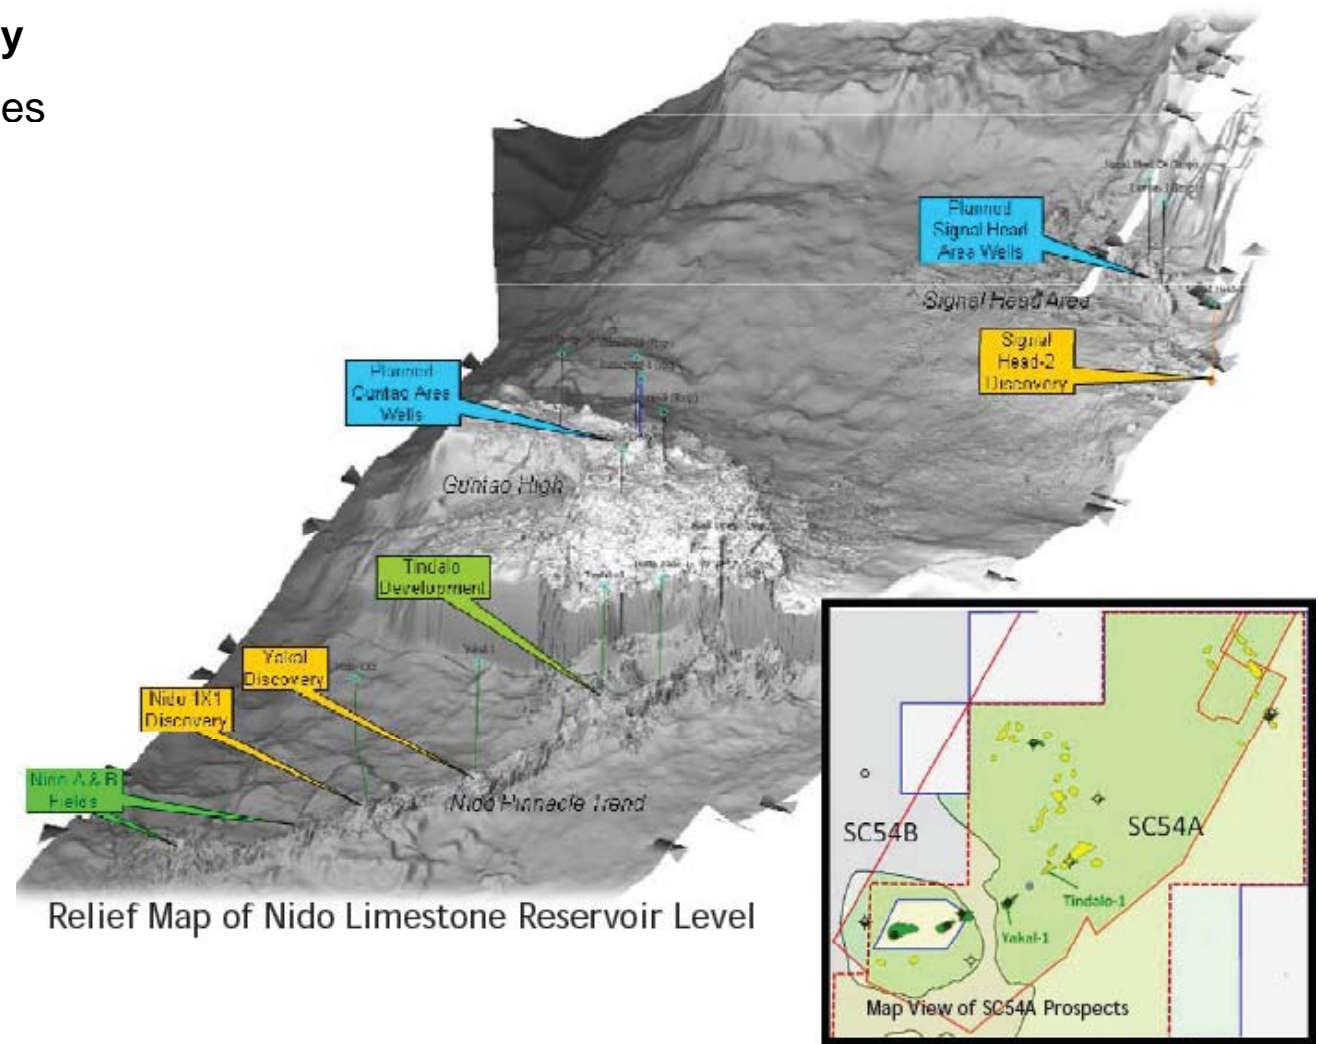 y
es
Planned
Signal Head
Area Wells
Signal Head Area
Signal
Head-2
Discovery
Planned
Guntao Area
Wells
Guntao High
Tindalo
Development
Yakal
Discovery
Nido 1X1
Discovery
Nido A & B
Fields
Nido Pinnacle Trend
Relief Map of Nido Limestone Reservoir Level
SC54B
SC54A
Tindalo-1
Yakal-1
Map View of SC54A Prospects